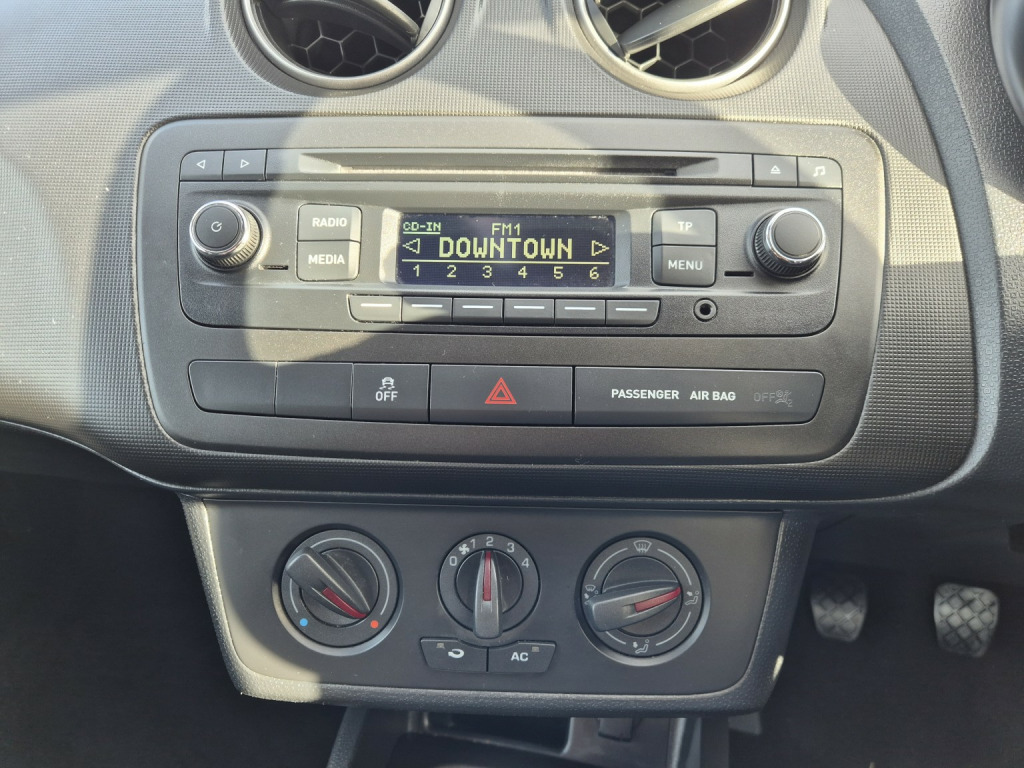 RADIO
MEDIA
CD-IN
FM1
DOWNTOWN
1 2 3 4 5 6
TP
MENU
OFF
PASSENGER AIR BAG OFF
0 1 2 3 4
AC